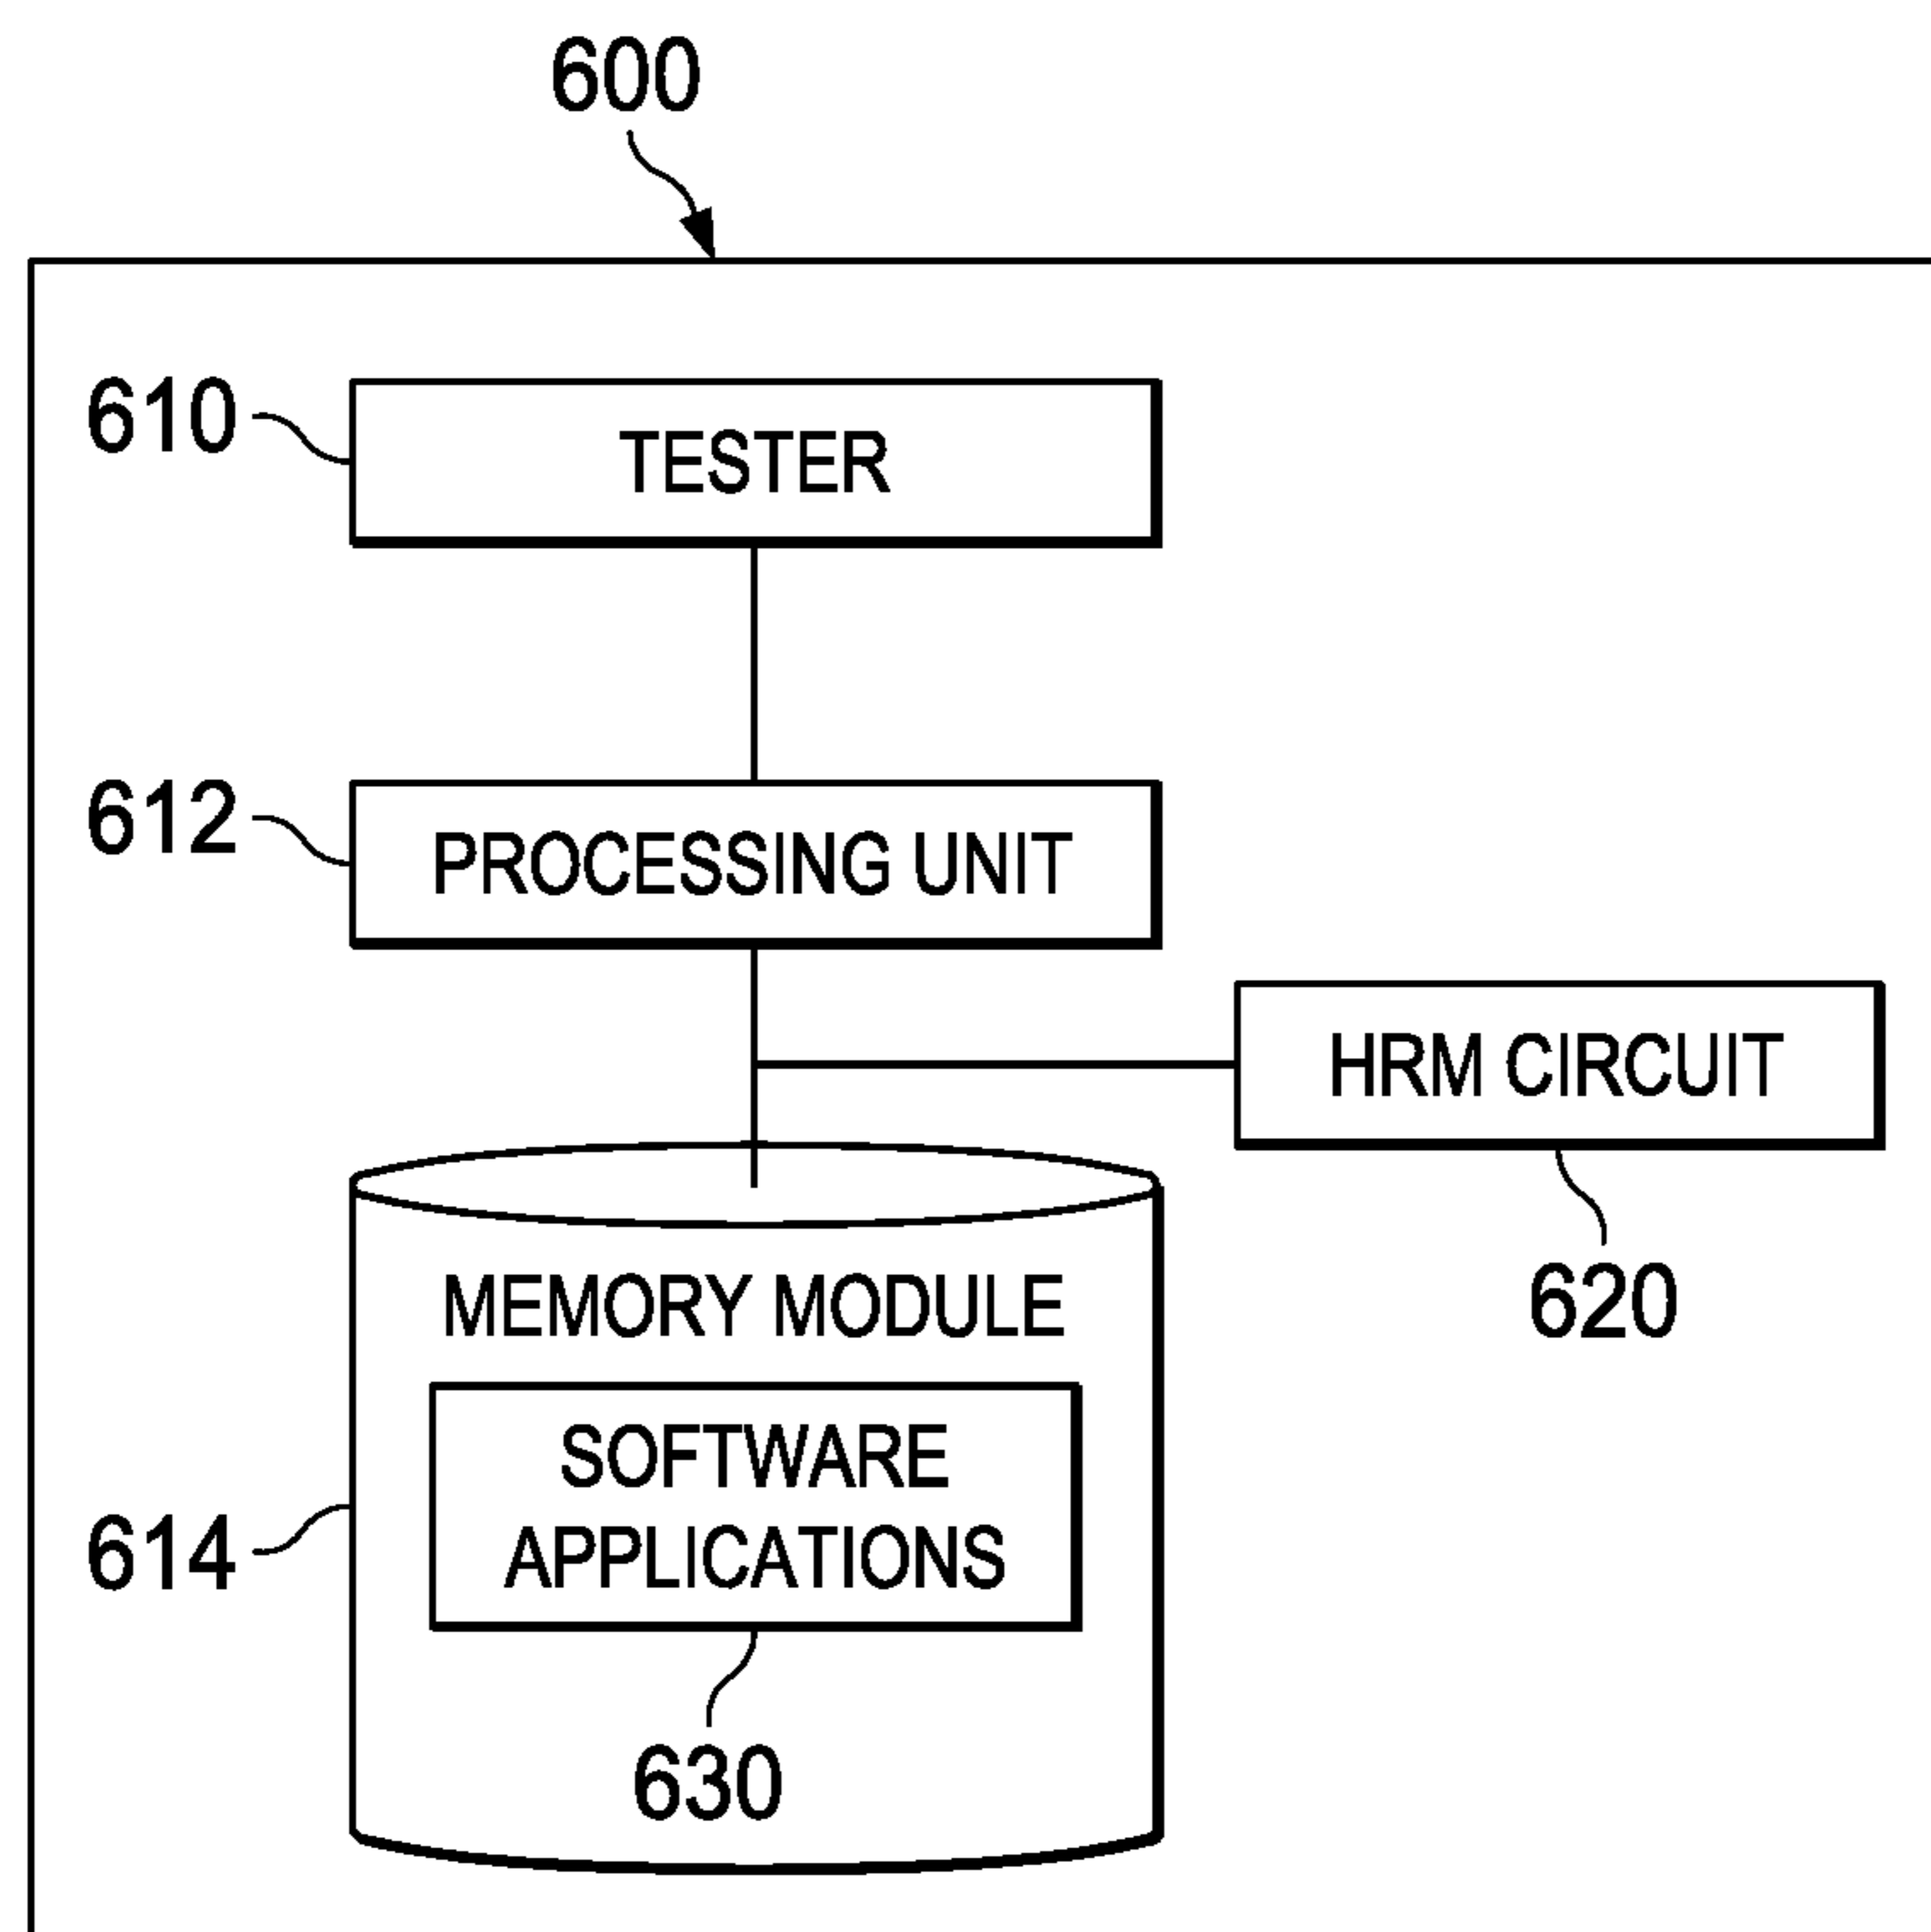 600
610
TESTER
612
PROCESSING UNIT
HRM CIRCUIT
620
MEMORY MODULE
SOFTWARE
APPLICATIONS
614
630